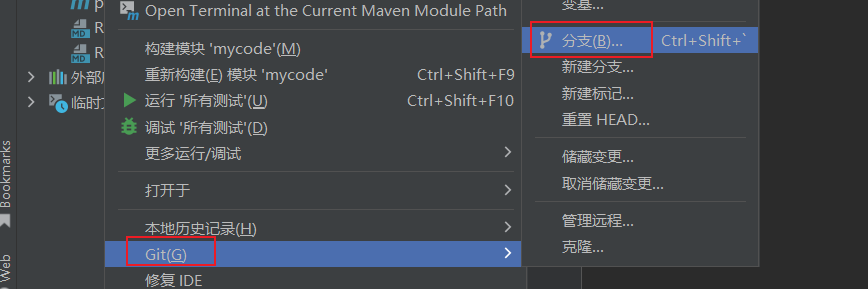 Open Terminal at the Current Maven Module Path
构建模块 'mycode'(M)
重新构建(E) 模块 'mycode' Ctrl+Shift+F9
运行 '所有测试'(U) Ctrl+Shift+F10
调试 '所有测试'(D)
更多运行/调试
打开于
本地历史记录(H)
Git(G)
修复 IDE
变基...
分支(B)... Ctrl+Shift+`
新建分支...
新建标记...
重置 HEAD...
储藏变更...
取消储藏变更...
管理远程...
克隆...
p
R
R
MD
MD
外部
临时
Bookmarks
Web